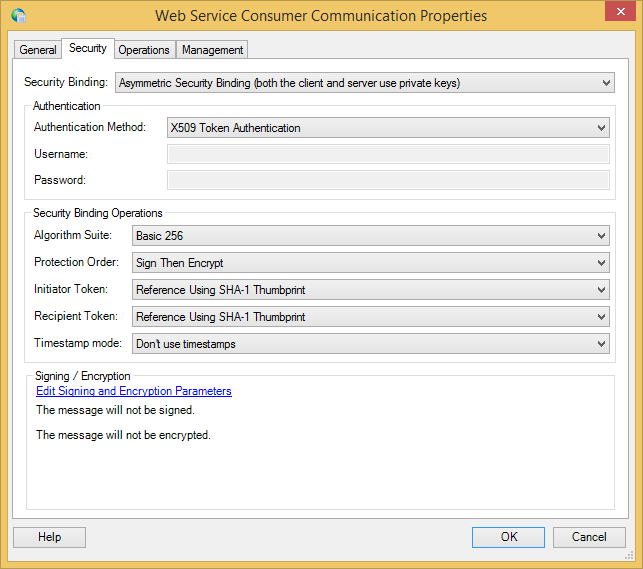 Web Service Consumer Communication Properties
General Security Operations Management
Security Binding: Asymmetric Security Binding (both the client and server use private keys)
Authentication
Authentication Method: X509 Token Authentication
Username:
Password:
Security Binding Operations
Algorithm Suite: Basic 256
Protection Order: Sign Then Encrypt
Initiator Token: Reference Using SHA-1 Thumbprint
Recipient Token: Reference Using SHA-1 Thumbprint
Timestamp mode: Don't use timestamps
Signing / Encryption
Edit Signing and Encryption Parameters
The message will not be signed.
The message will not be encrypted.
Help OK Cancel